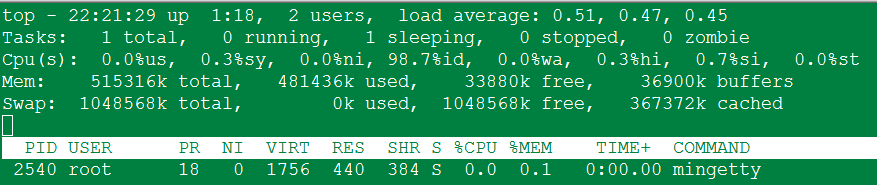 top - 22:21:29 up  1:18,  2 users,  load average: 0.51, 0.47, 0.45
Tasks:   1 total,   0 running,   1 sleeping,   0 stopped,   0 zombie
Cpu(s):  0.0%us,  0.3%sy,  0.0%ni, 98.7%id,  0.0%wa,  0.3%hi,  0.7%si,  0.0%st
Mem:    515316k total,   481436k used,    33880k free,    36900k buffers
Swap:  1048568k total,        0k used,  1048568k free,   367372k cached
  PID USER      PR  NI  VIRT  RES  SHR S %CPU %MEM    TIME+  COMMAND
 2540 root      18   0  1756  440  384 S  0.0  0.1   0:00.00 mingetty